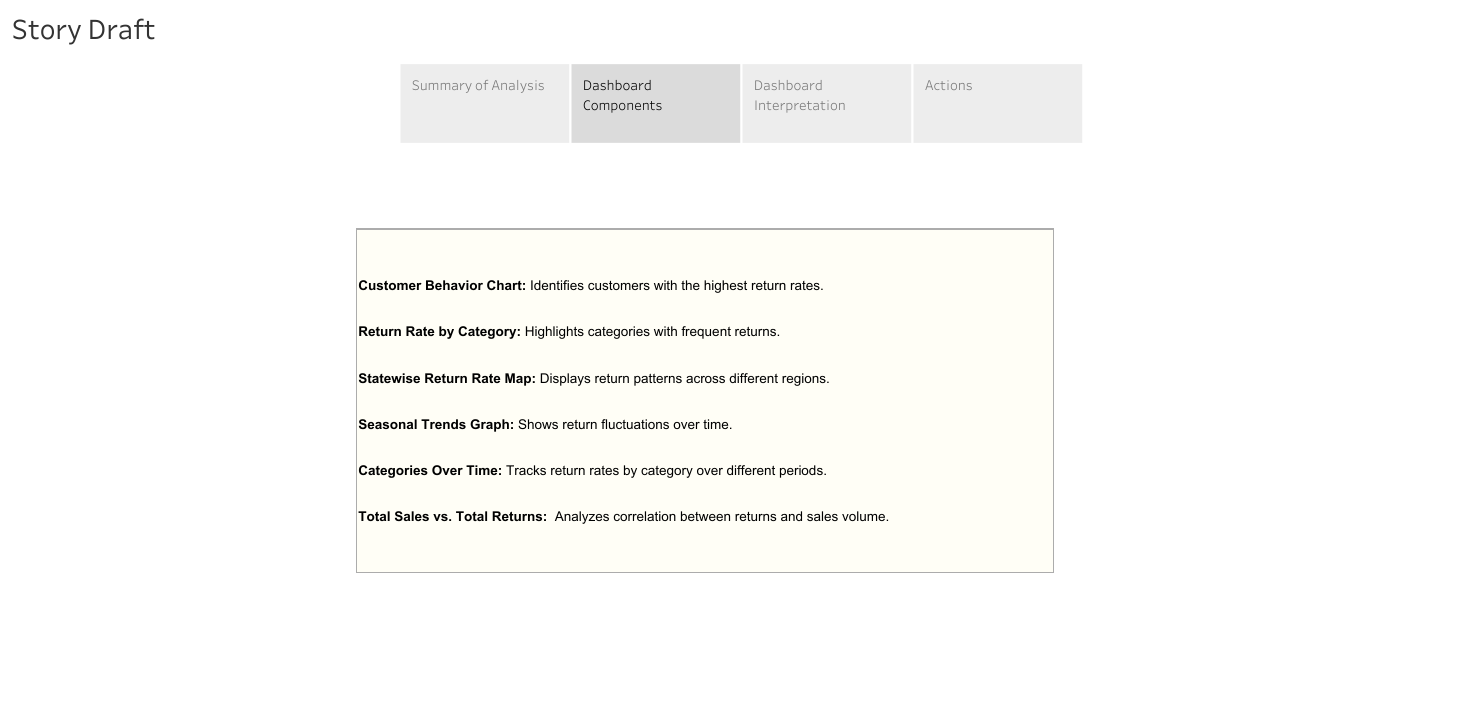 Story Draft
Summary of Analysis
Dashboard
Components
Dashboard
Interpretation
Actions
Customer Behavior Chart: Identifies customers with the highest return rates.
Return Rate by Category: Highlights categories with frequent returns.
Statewise Return Rate Map: Displays return patterns across different regions.
Seasonal Trends Graph: Shows return fluctuations over time.
Categories Over Time: Tracks return rates by category over different periods.
Total Sales vs. Total Returns:  Analyzes correlation between returns and sales volume.